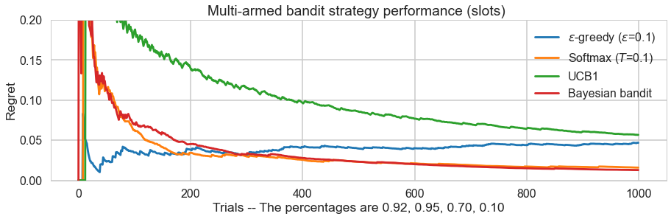 Multi-armed bandit strategy performance (slots)
0.20
0.15
0.10
0.05
0.00
Regret
ε-greedy (ε=0.1)
Softmax (T=0.1)
UCB1
Bayesian bandit
0 200 400 600 800 1000
Trials -- The percentages are 0.92, 0.95, 0.70, 0.10